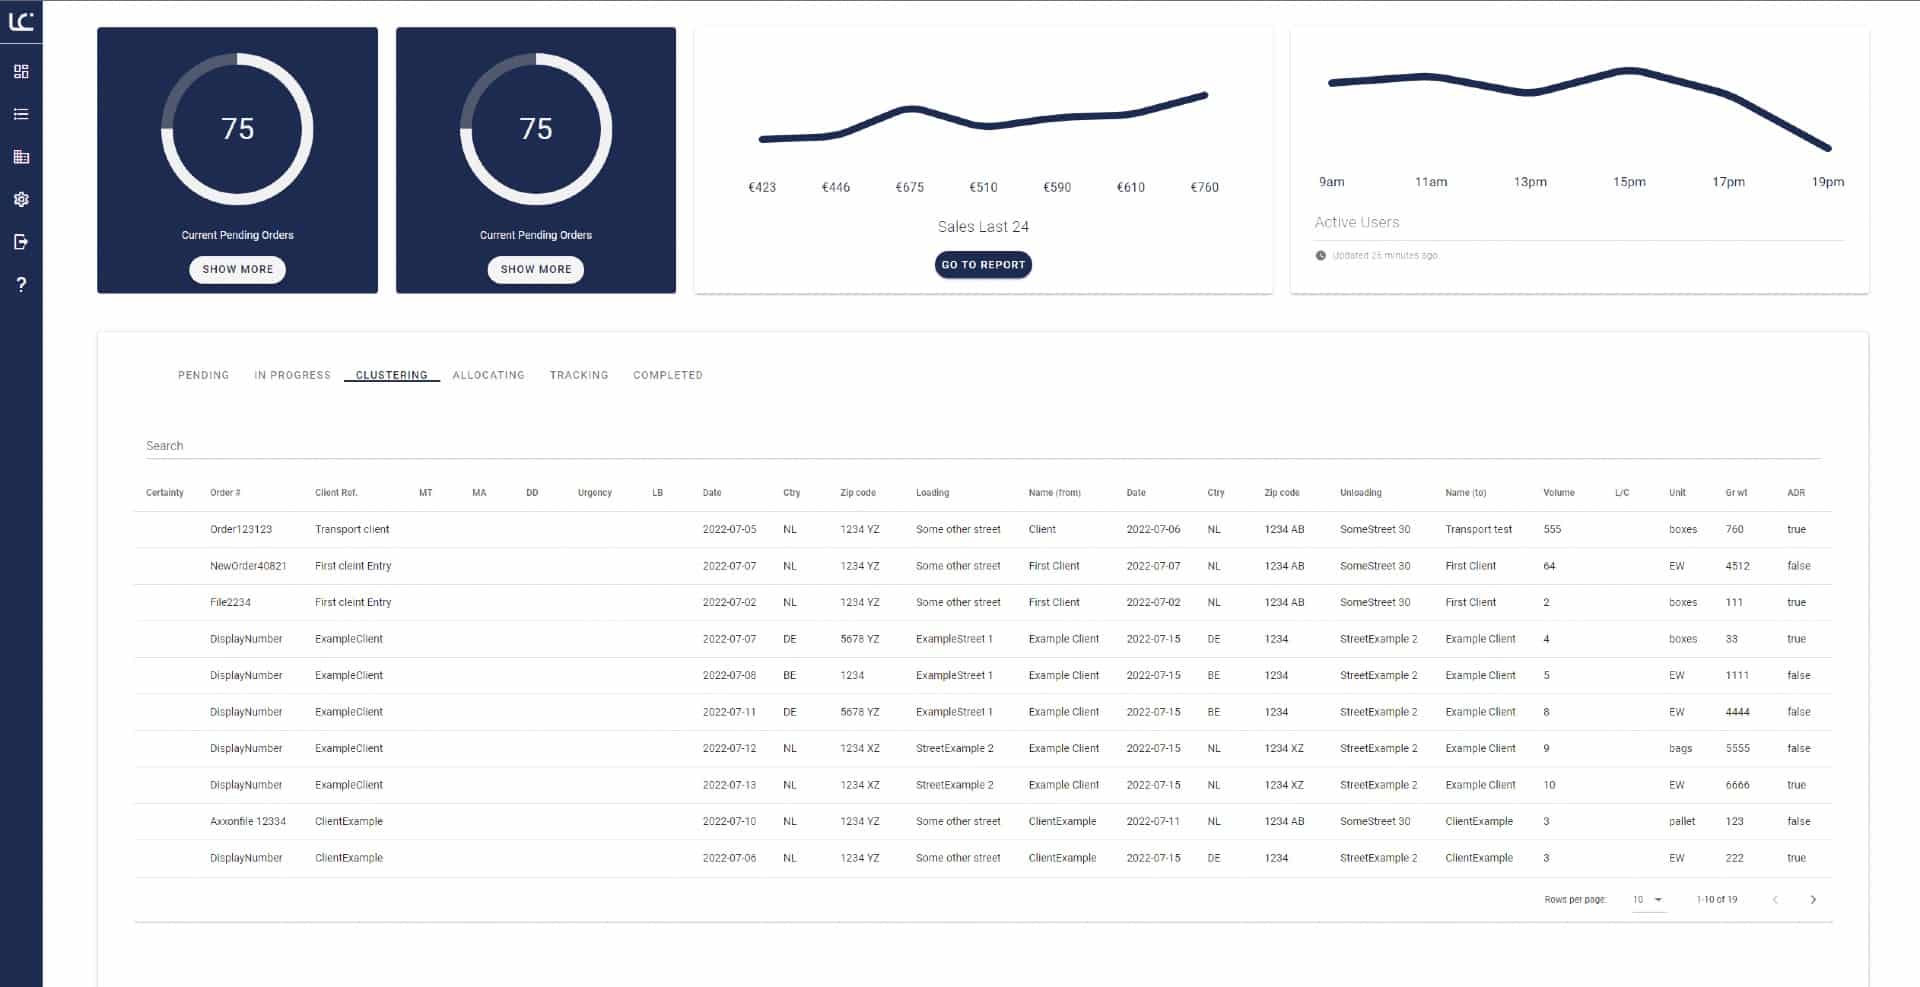 LC
75
Current Pending Orders
SHOW MORE
75
Current Pending Orders
SHOW MORE
€423 €446 €675 €510 €590 €610 €760
Sales Last 24
GO TO REPORT
9am 11am 13pm 15pm 17pm 19pm
Active Users
Updated 26 minutes ago
?
PENDING IN PROGRESS CLUSTERING ALLOCATING TRACKING COMPLETED
Search
Certainty Order # Client Ref. MT MA DD Urgency LB Date Ctry Zip code Loading Name (from) Date Ctry Zip code Unloading Name (to) Volume L/C Unit Gr wt ADR
Order123123 Transport client 2022-07-05 NL 1234 YZ Some other street Client 2022-07-06 NL 1234 AB SomeStreet 30 Transport test 555 boxes 760 true
NewOrder40821 First cleint Entry 2022-07-07 NL 1234 YZ Some other street First Client 2022-07-07 NL 1234 AB SomeStreet 30 First Client 64 EW 4512 false
File2234 First cleint Entry 2022-07-02 NL 1234 YZ Some other street First Client 2022-07-02 NL 1234 AB SomeStreet 30 First Client 2 boxes 111 true
DisplayNumber ExampleClient 2022-07-07 DE 5678 YZ ExampleStreet 1 Example Client 2022-07-15 DE 1234 StreetExample 2 Example Client 4 boxes 33 true
DisplayNumber ExampleClient 2022-07-08 BE 1234 ExampleStreet 1 Example Client 2022-07-15 BE 1234 StreetExample 2 Example Client 5 EW 1111 false
DisplayNumber ExampleClient 2022-07-11 DE 5678 YZ ExampleStreet 1 Example Client 2022-07-15 BE 1234 StreetExample 2 Example Client 8 EW 4444 false
DisplayNumber ExampleClient 2022-07-12 NL 1234 XZ StreetExample 2 Example Client 2022-07-15 NL 1234 XZ StreetExample 2 Example Client 9 bags 5555 false
DisplayNumber ExampleClient 2022-07-13 NL 1234 XZ StreetExample 2 Example Client 2022-07-15 NL 1234 XZ StreetExample 2 Example Client 10 EW 6666 true
Axxonfile 12334 ClientExample 2022-07-10 NL 1234 YZ Some other street ClientExample 2022-07-11 NL 1234 AB SomeStreet 30 ClientExample 3 pallet 123 false
DisplayNumber ClientExample 2022-07-06 NL 1234 YZ Some other street ClientExample 2022-07-15 DE 1234 StreetExample 2 ClientExample 3 EW 222 true
Rows per page: 10 1-10 of 19